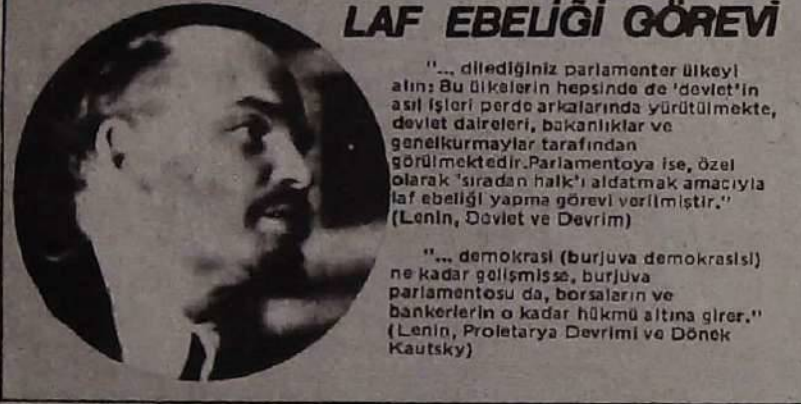 LAF EBELİĞİ GÖREVİ
"... dilediğiniz parlamenter ülkeyi
alın: Bu ülkelerin hepsinde de 'devlet'in
asıl işleri perde arkalarında yürütülmekte,
devlet daireleri, bakanlıklar ve
genelkurmaylar tarafından
görülmektedir.Parlamentoya ise, özel
olarak 'sıradan halk'ı aldatmak amacıyla
laf ebeliği yapma görevi verilmiştir."
(Lenin, Devlet ve Devrim)
"... demokrasi (burjuva demokrasisi)
ne kadar gelişmişse, burjuva
parlamentosu da, borsaların ve
bankerlerin o kadar hükmü altına girer."
(Lenin, Proletarya Devrimi ve Dönek
Kautsky)